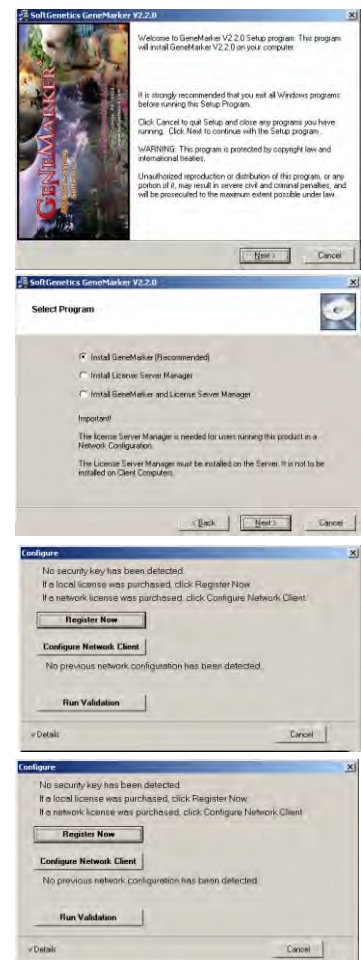 SoftGenetics GeneMarker V2.2.0
GENEMARKER®
Welcome to GeneMarker V2.2.0 Setup program. This program
will install GeneMarker V2.2.0 on your computer.
It is strongly recommended that you exit all Windows programs
before running this Setup Program.
Click Cancel to quit Setup and close any programs you have
running. Click Next to continue with the Setup program.
WARNING: This program is protected by copyright law and
international treaties.
Unauthorized reproduction or distribution of this program, or any
portion of it, may result in severe civil and criminal penalties, and
will be prosecuted to the maximum extent possible under law.
Next >
Cancel
SoftGenetics GeneMarker V2.2.0
Select Program
Install GeneMarker (Recommended)
Install License Server Manager
Install GeneMarker and License Server Manager
Important!
The license Server Manager is needed for users running this product in a
Network Configuration.
The License Server Manager must be installed on the Server. It is not to be
installed on Client Computers.
< Back
Next >
Cancel
Configure
No security key has been detected.
If a local license was purchased, click Register Now.
If a network license was purchased, click Configure Network Client.
Register Now
Configure Network Client
No previous network configuration has been detected.
Run Validation
v Details
Cancel
Configure
No security key has been detected.
If a local license was purchased, click Register Now.
If a network license was purchased, click Configure Network Client.
Register Now
Configure Network Client
No previous network configuration has been detected.
Run Validation
v Details
Cancel